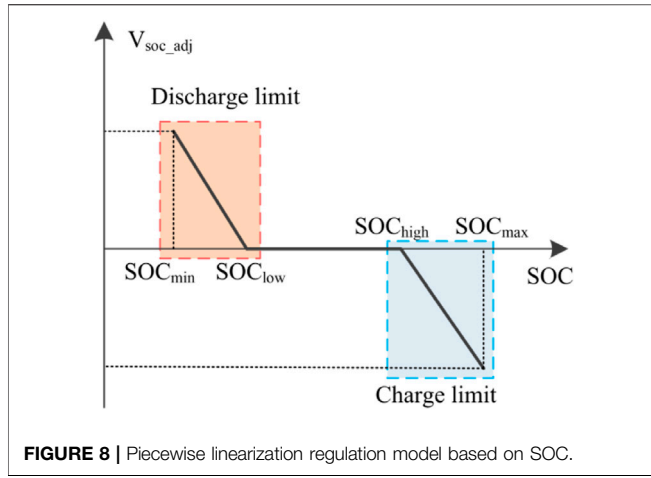 V_soc_adj
Discharge limit
SOC_high SOC_max
SOC_min SOC_low
SOC
Charge limit
FIGURE 8 | Piecewise linearization regulation model based on SOC.